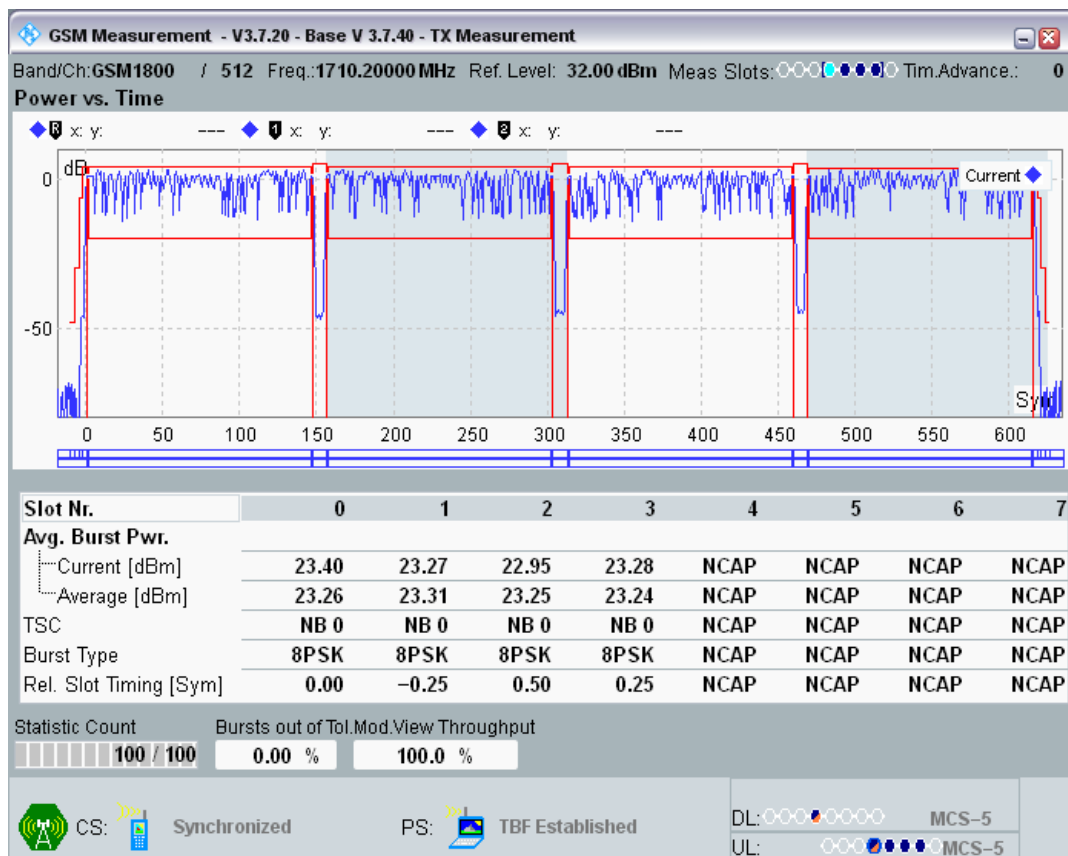 GSM Measurement - V3.7.20 - Base V 3.7.40 - TX Measurement
Band/Ch:GSM1800 / 512 Freq.:1710.20000 MHz Ref. Level: 32.00 dBm Meas Slots: Tim.Advance.: 0
Power vs. Time
R x: y: --- 1 x: y: --- 2 x: y: ---
dB
0
Current
-50
0 50 100 150 200 250 300 350 400 450 500 550 600
Slot Nr. 0 1 2 3 4 5 6 7
Avg. Burst Pwr.
Current [dBm] 23.40 23.27 22.95 23.28 NCAP NCAP NCAP NCAP
Average [dBm] 23.26 23.31 23.25 23.24 NCAP NCAP NCAP NCAP
TSC NB 0 NB 0 NB 0 NB 0 NCAP NCAP NCAP NCAP
Burst Type 8PSK 8PSK 8PSK 8PSK NCAP NCAP NCAP NCAP
Rel. Slot Timing [Sym] 0.00 −0.25 0.50 0.25 NCAP NCAP NCAP NCAP
Statistic Count Bursts out of Tol.Mod.View Throughput
100 / 100 0.00 % 100.0 %
CS: Synchronized PS: TBF Established
DL: MCS−5
UL: MCS−5